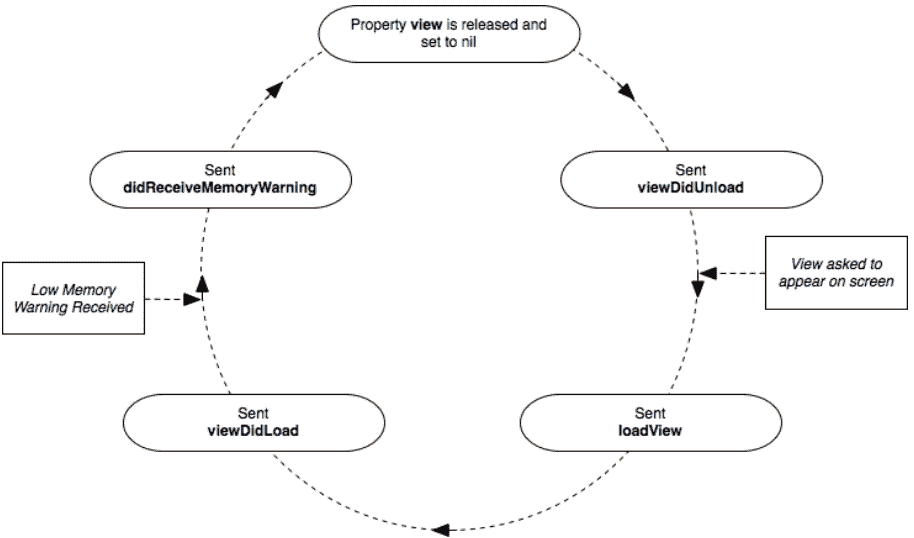 Property view is released and
set to nil
Sent
didReceiveMemoryWarning
Sent
viewDidUnload
Low Memory
Warning Received
View asked to
appear on screen
Sent
viewDidLoad
Sent
loadView